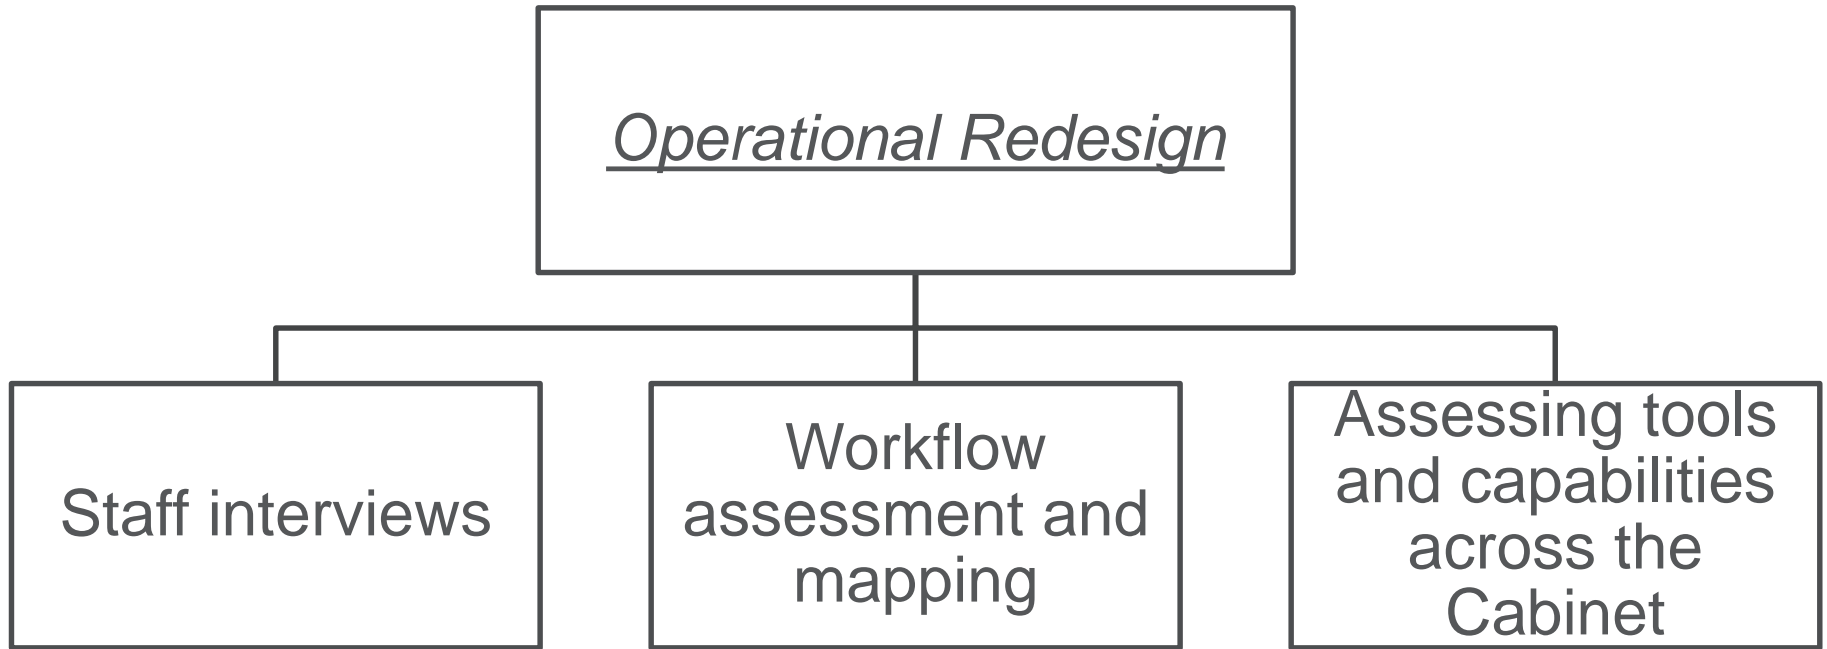 Operational Redesign
Staff interviews
Workflow
assessment and
mapping
Assessing tools
and capabilities
across the
Cabinet